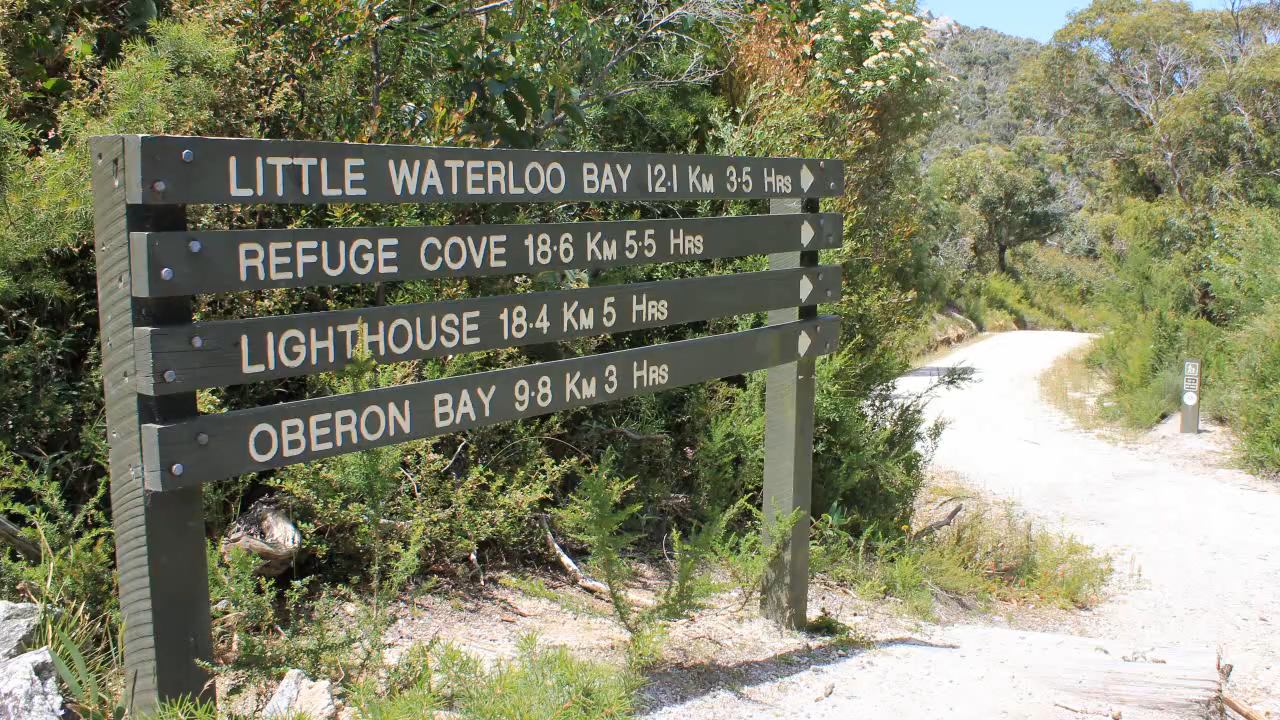 LITTLE WATERLOO BAY 12·1 KM 3·5 HRS
REFUGE COVE 18·6 KM 5·5 HRS
LIGHTHOUSE 18·4 KM 5 HRS
OBERON BAY 9·8 KM 3 HRS